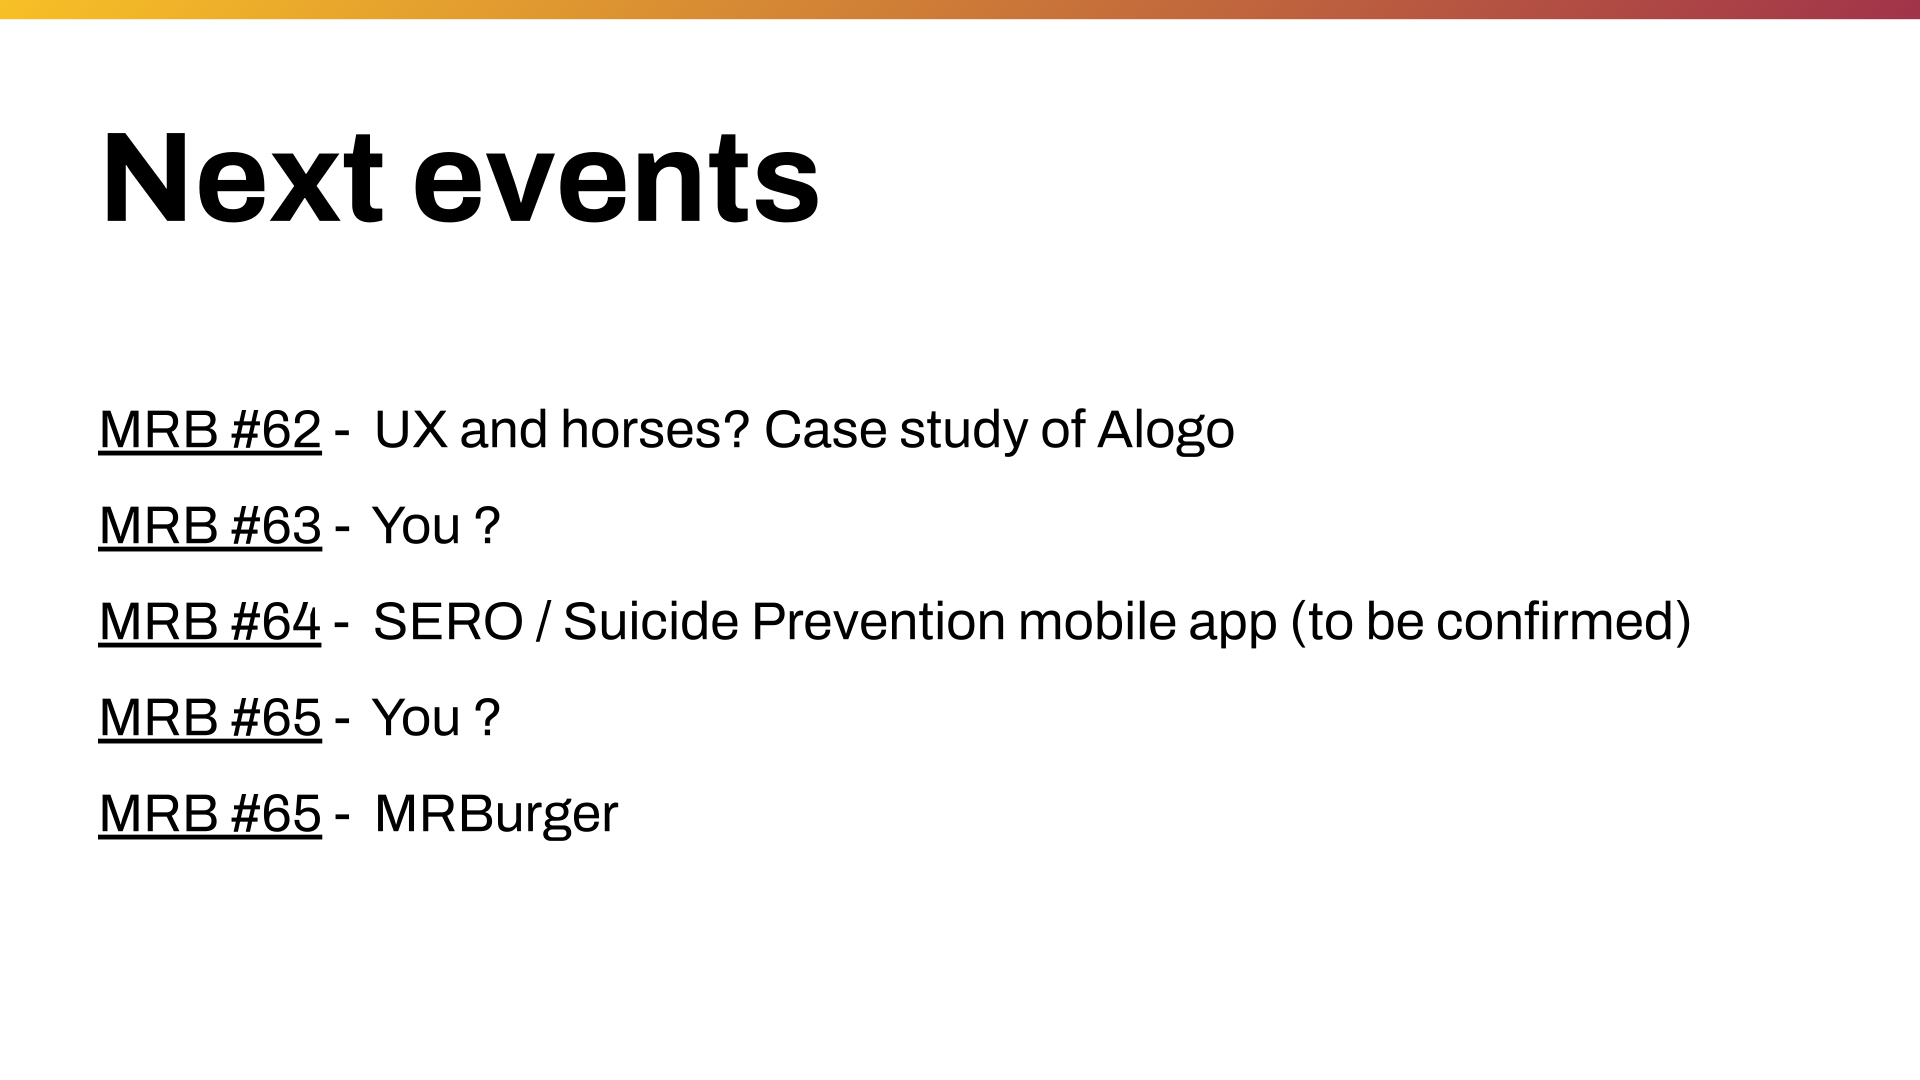 Next events
MRB #62 - UX and horses? Case study of Alogo
MRB #63 - You ?
MRB #64 - SERO / Suicide Prevention mobile app (to be confirmed)
MRB #65 - You ?
MRB #65 - MRBurger